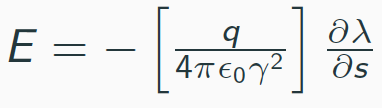 E = − [ q / 4πϵ₀γ² ] ∂λ / ∂s